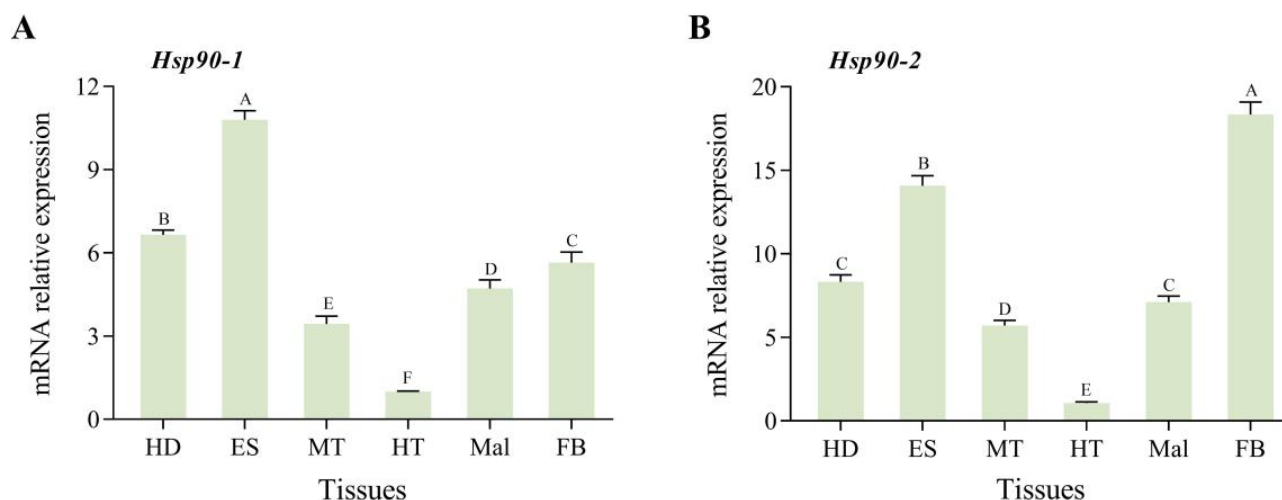 A
Hsp90-1
mRNA relative expression
12
9
6
3
0
B
A
E
F
D
C
HD ES MT HT Mal FB
Tissues
B
Hsp90-2
mRNA relative expression
20
15
10
5
0
C
B
D
E
C
A
HD ES MT HT Mal FB
Tissues